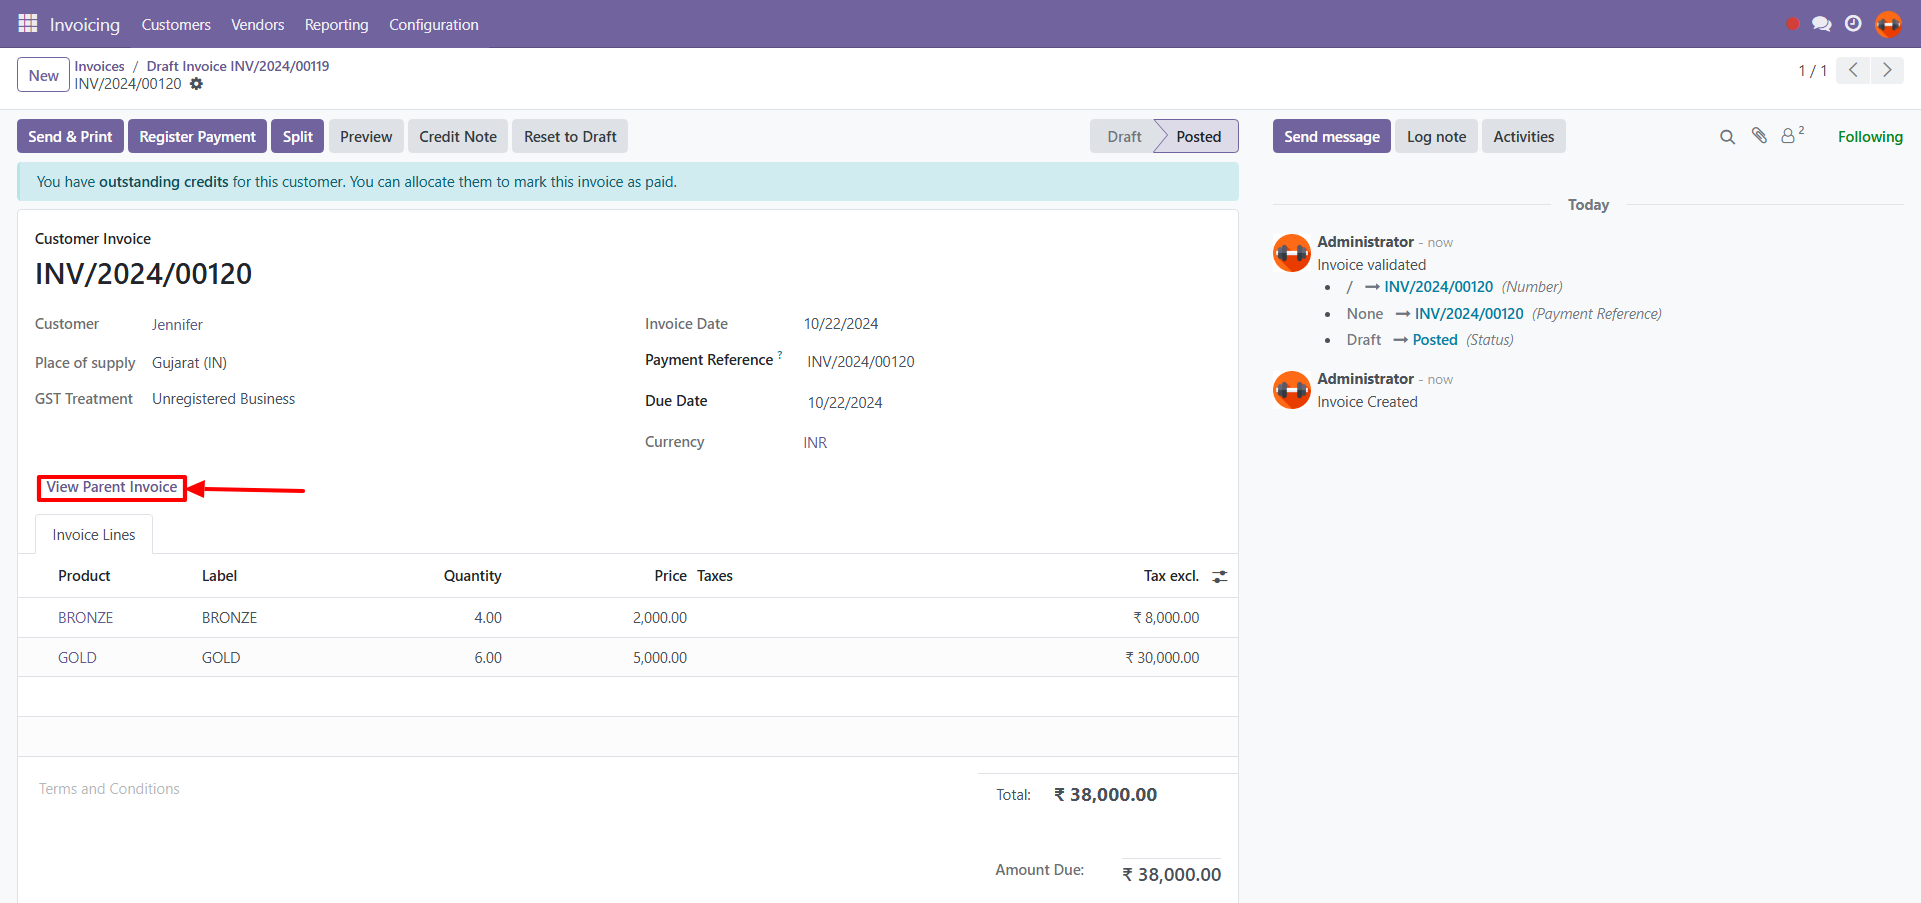 Invoicing Customers Vendors Reporting Configuration
New
Invoices / Draft Invoice INV/2024/00119
INV/2024/00120
1 / 1
Send & Print Register Payment Split Preview Credit Note Reset to Draft Draft Posted
Send message Log note Activities 2 Following
You have outstanding credits for this customer. You can allocate them to mark this invoice as paid.
Customer Invoice
INV/2024/00120
Customer Jennifer
Place of supply Gujarat (IN)
GST Treatment Unregistered Business
Invoice Date 10/22/2024
Payment Reference ? INV/2024/00120
Due Date 10/22/2024
Currency INR
View Parent Invoice
Invoice Lines
Product Label Quantity Price Taxes Tax excl.
BRONZE BRONZE 4.00 2,000.00 ₹ 8,000.00
GOLD GOLD 6.00 5,000.00 ₹ 30,000.00
Terms and Conditions
Total: ₹ 38,000.00
Amount Due: ₹ 38,000.00
Today
Administrator - now
Invoice validated
• / → INV/2024/00120 (Number)
• None → INV/2024/00120 (Payment Reference)
• Draft → Posted (Status)
Administrator - now
Invoice Created